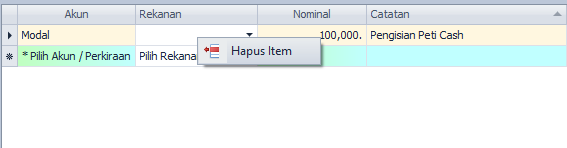 Akun Rekanan Nominal Catatan
Modal 100,000. Pengisian Peti Cash
* Pilih Akun / Perkiraan Pilih Rekana
Hapus Item